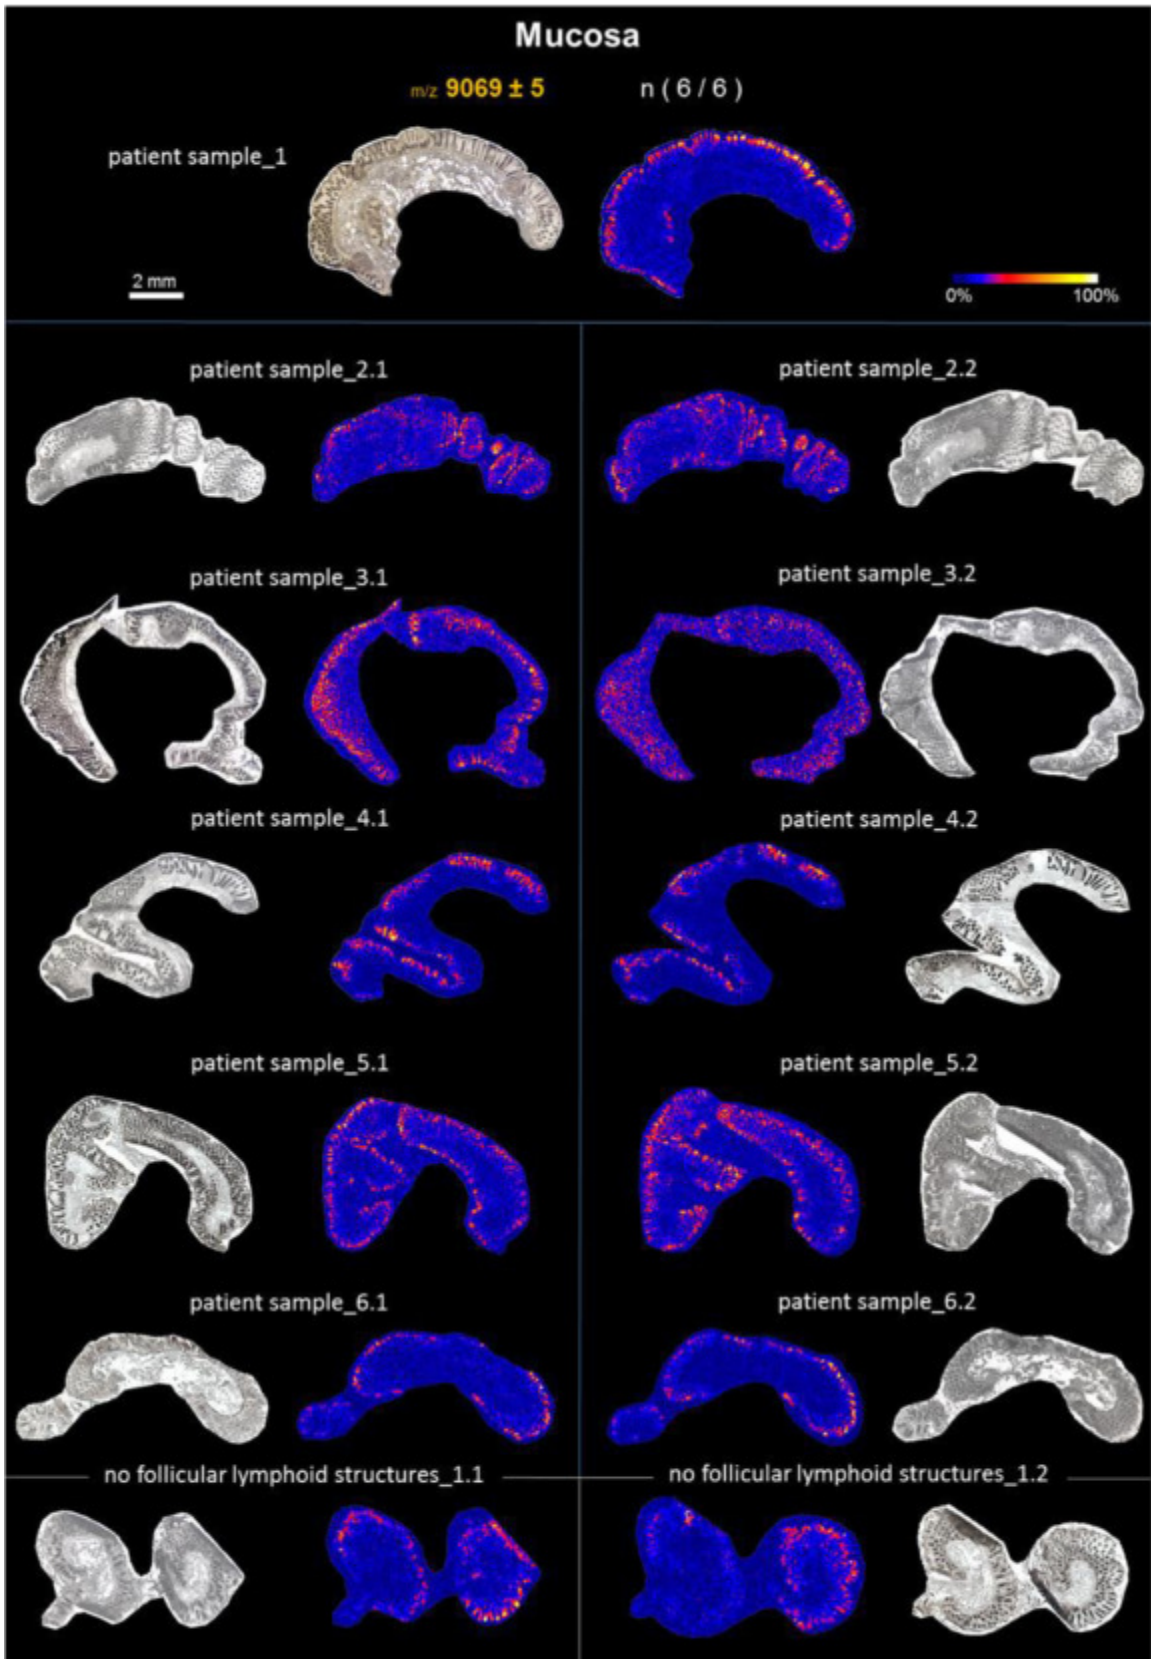 Mucosa
m/z 9069 ± 5 n ( 6 / 6 )
patient sample_1
2 mm
0% 100%
patient sample_2.1 patient sample_2.2
patient sample_3.1 patient sample_3.2
patient sample_4.1 patient sample_4.2
patient sample_5.1 patient sample_5.2
patient sample_6.1 patient sample_6.2
no follicular lymphoid structures_1.1 no follicular lymphoid structures_1.2